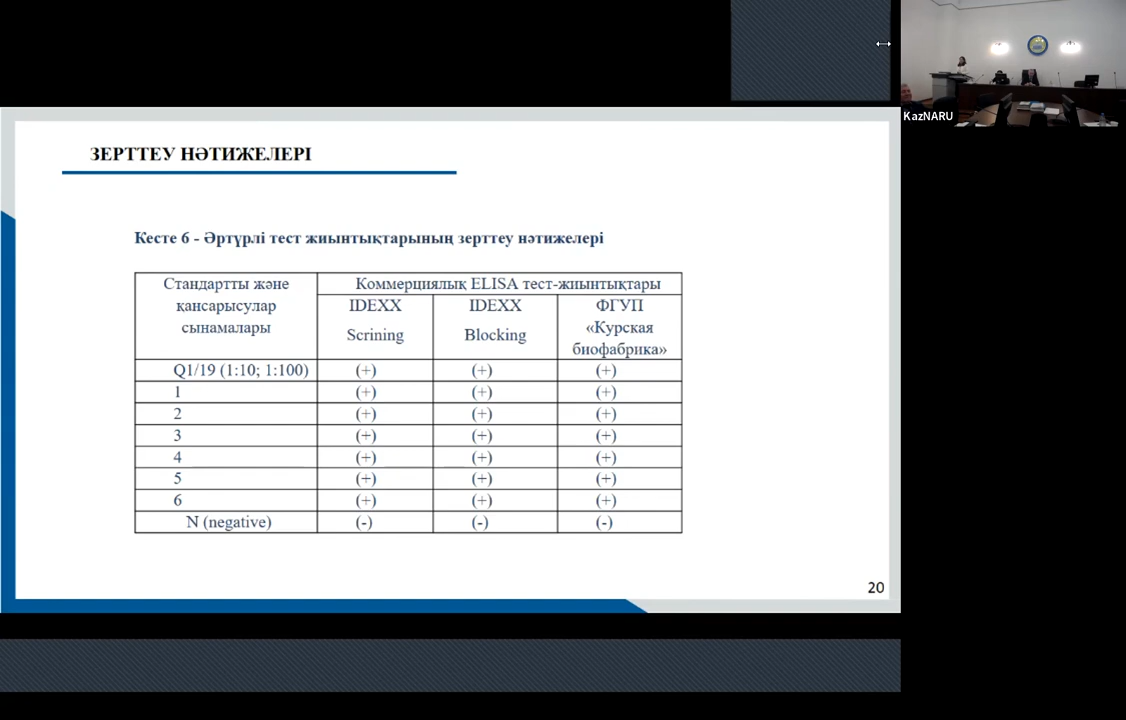 KazNARU
ЗЕРТТЕУ НӘТИЖЕЛЕРІ
Кесте 6 - Әртүрлі тест жиынтықтарының зерттеу нәтижелері
Стандартты және қансарысулар сынамалары
Коммерциялық ELISA тест-жиынтықтары
IDEXX Scrining
IDEXX Blocking
ФГУП «Курская биофабрика»
Q1/19 (1:10; 1:100) (+) (+) (+)
1 (+) (+) (+)
2 (+) (+) (+)
3 (+) (+) (+)
4 (+) (+) (+)
5 (+) (+) (+)
6 (+) (+) (+)
N (negative) (-) (-) (-)
20